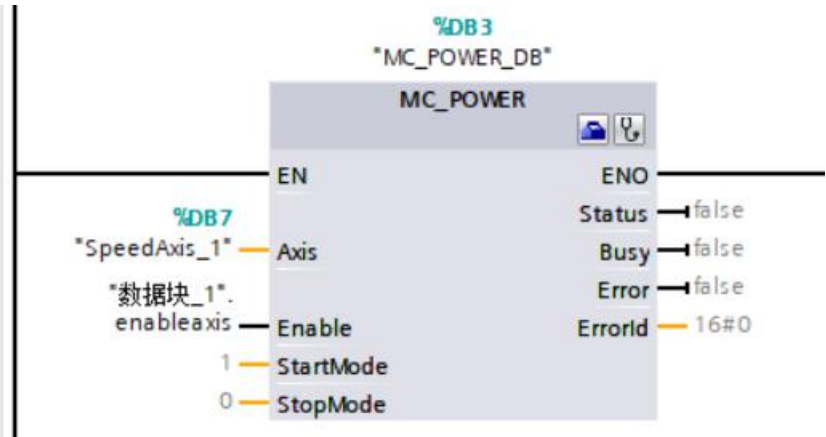 %DB3
"MC_POWER_DB"
MC_POWER
EN ENO
Status false
%DB7
"SpeedAxis_1" Axis Busy false
"数据块_1".
Error false
enableaxis Enable ErrorId 16#0
1 StartMode
0 StopMode